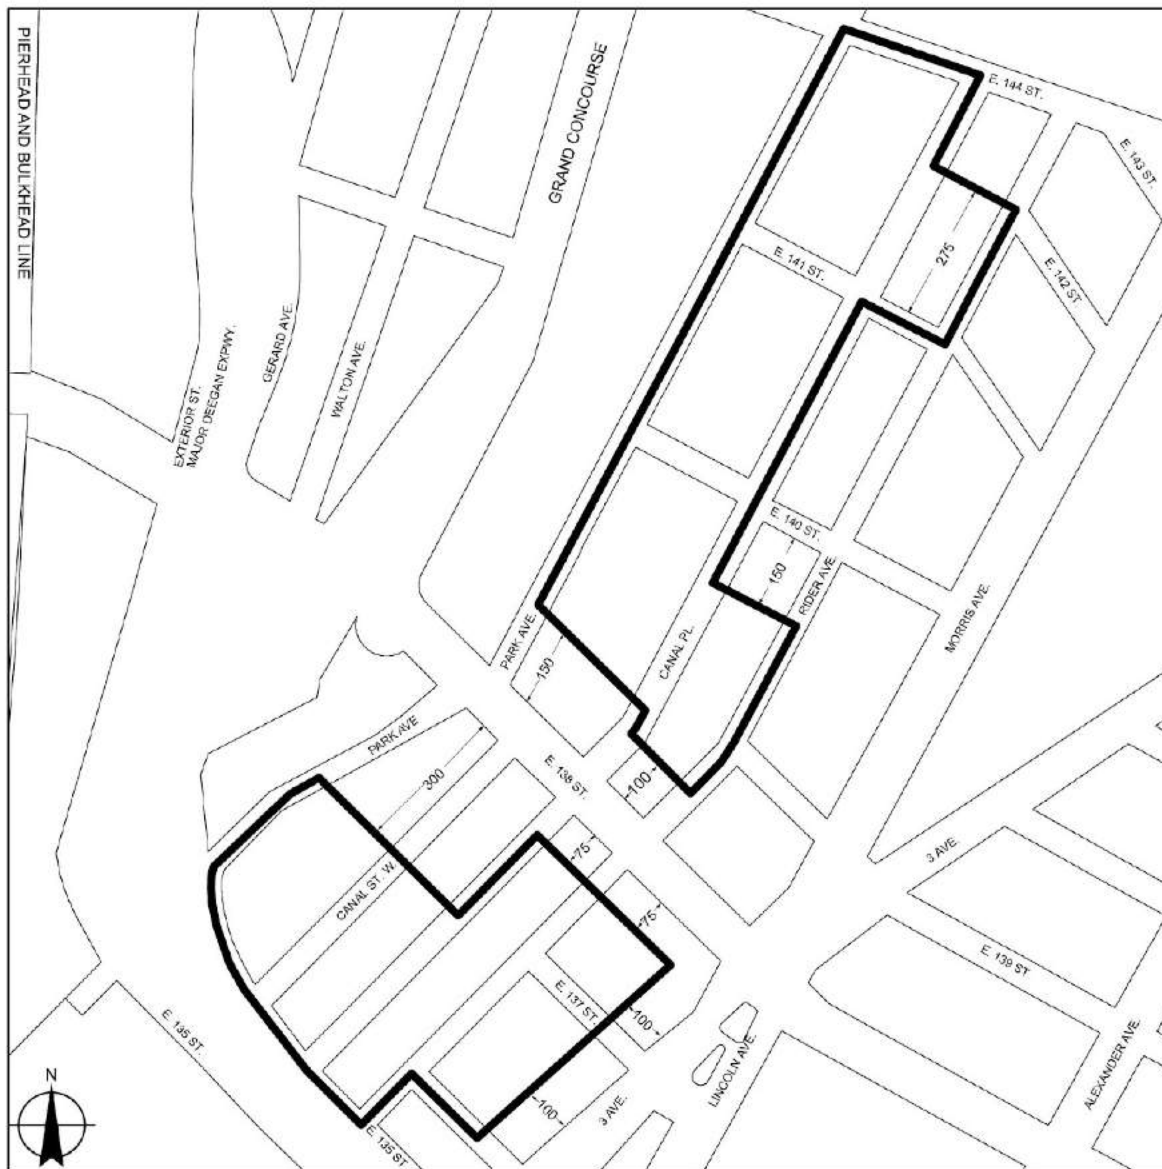 PIERHEAD AND BULKHEAD LINE
GRAND CONCOURSE
E. 144 ST.
E. 143 ST.
275
E. 142 ST
E. 141 ST.
GERARD AVE.
WALTON AVE.
EXTERIOR ST.
MAJOR DEEGAN EXPWY.
E. 140 ST.
150
RIDER AVE.
MORRIS AVE.
PARK AVE.
150
CANAL PL.
PARK AVE
300
E. 138 ST.
100
3 AVE
75
CANAL ST. W.
75
E. 139 ST
E. 137 ST.
100
E. 135 ST.
LINCOLN AVE.
ALEXANDER AVE.
100
3 AVE.
E. 135 ST
N